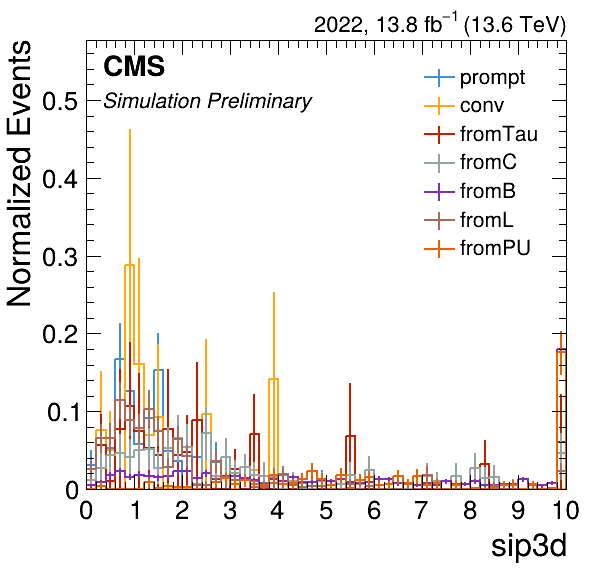 2022, 13.8 fb⁻¹ (13.6 TeV)
CMS
Simulation Preliminary
Normalized Events
prompt
conv
fromTau
fromC
fromB
fromL
fromPU
0.5
0.4
0.3
0.2
0.1
0
0 1 2 3 4 5 6 7 8 9 10
sip3d